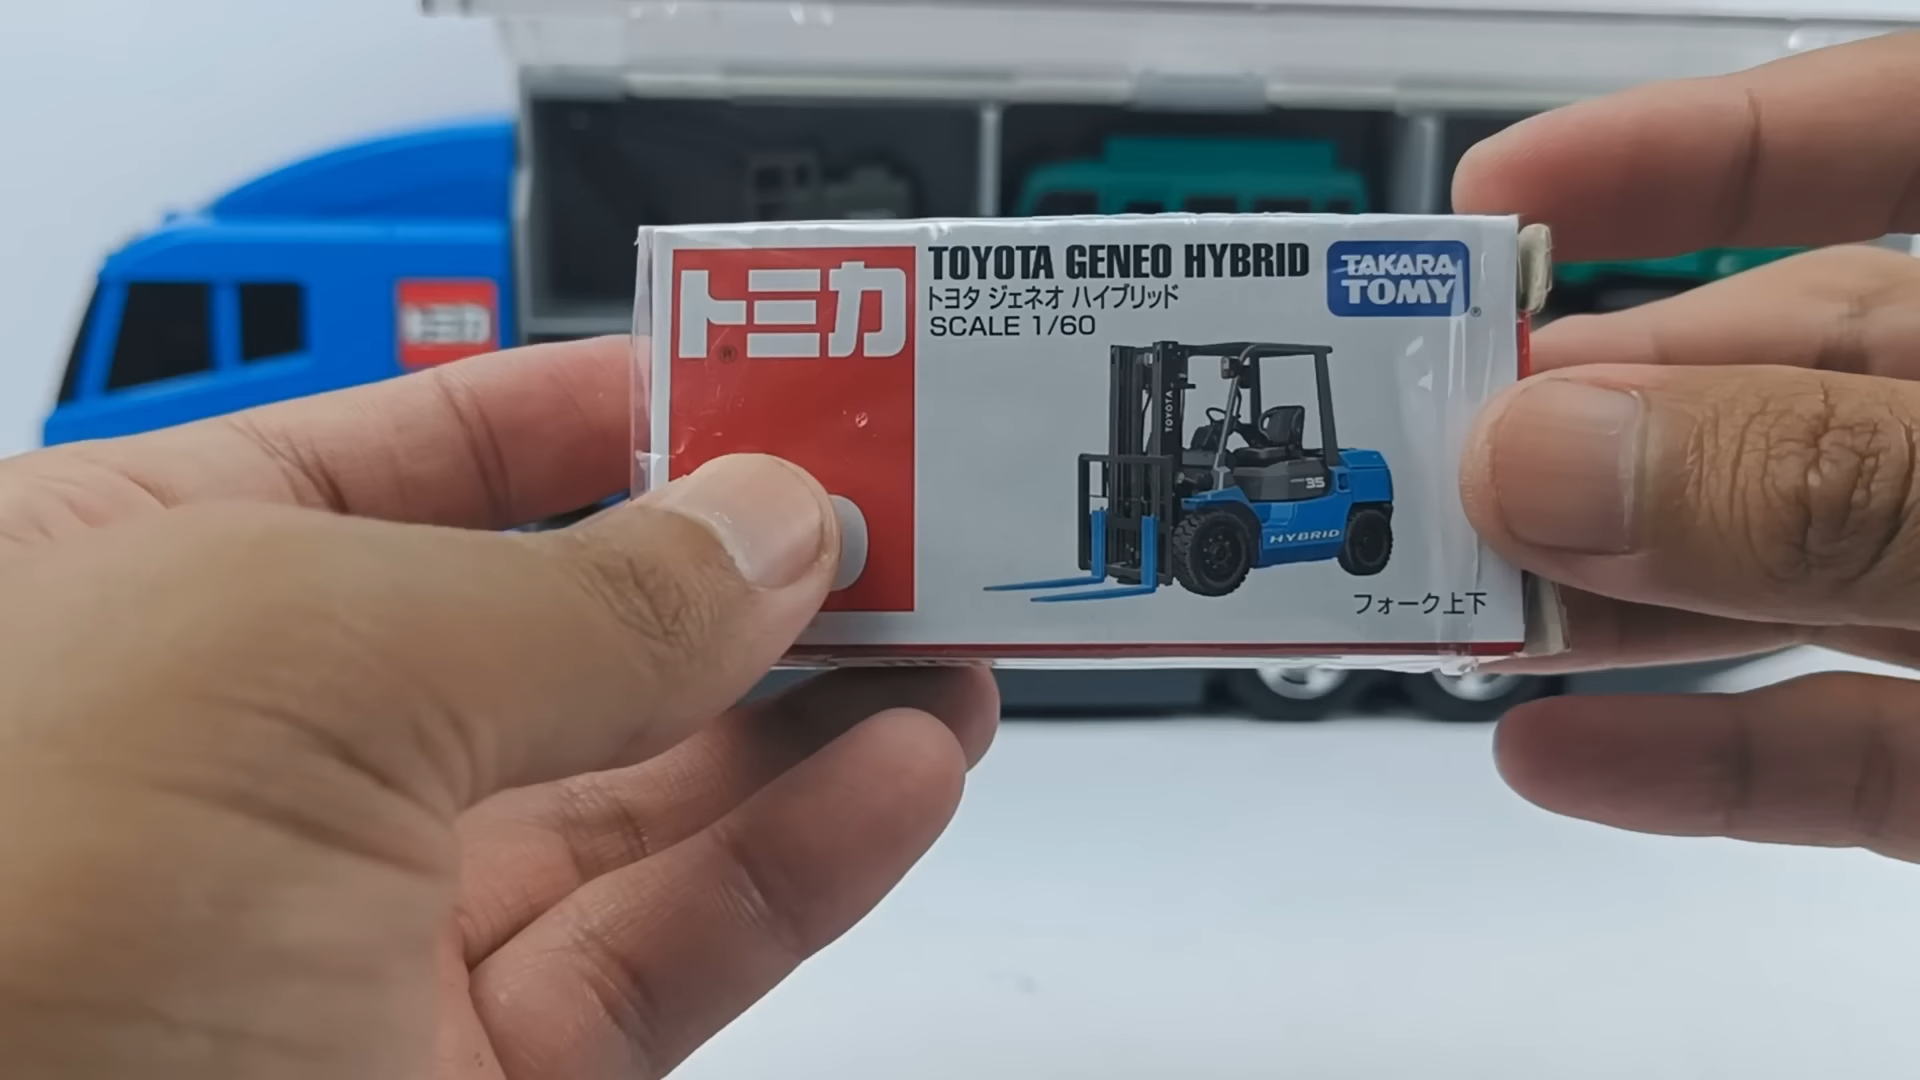 トミカ
トミカ
®
TOYOTA GENEO HYBRID
トヨタ ジェネオ ハイブリッド
SCALE 1/60
TAKARA
TOMY
®
TOYOTA
35
HYBRID
フォーク上下